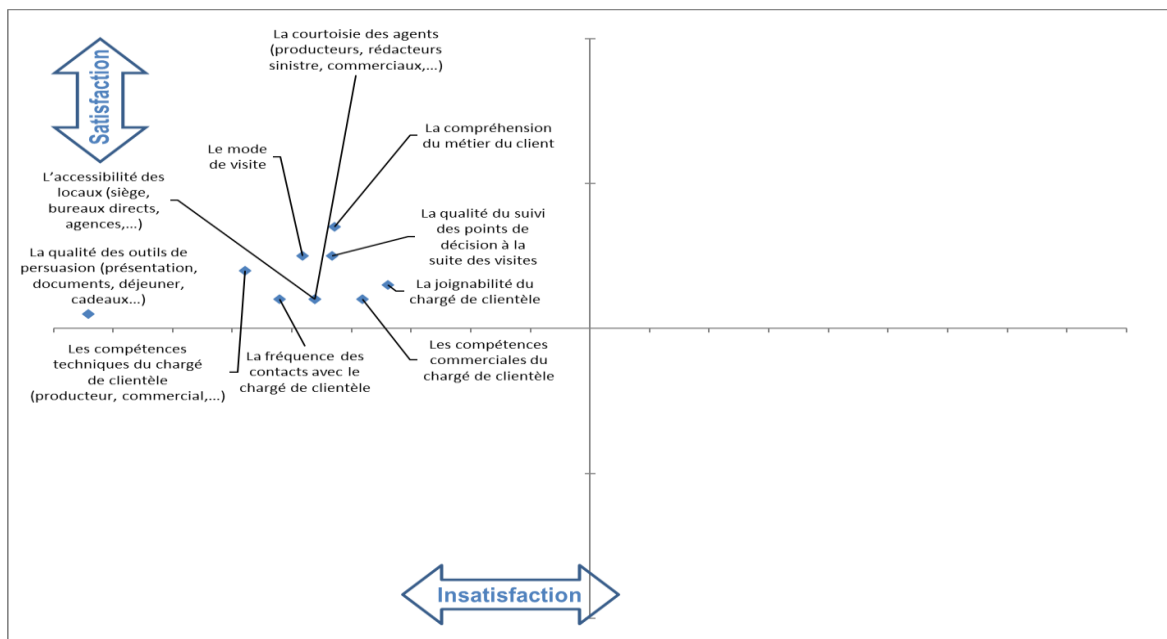 La courtoisie des agents
(producteurs, rédacteurs
sinistre, commerciaux,...)
Satisfaction
La compréhension
du métier du client
Le mode
de visite
L'accessibilité des
locaux (siège,
bureaux directs,
agences,...)
La qualité du suivi
des points de
décision à la
suite des visites
La qualité des outils de
persuasion (présentation,
documents, déjeuner,
cadeaux...)
La joignabilité du
chargé de clientèle
Les compétences
techniques du chargé
de clientèle
(producteur, commercial,...)
La fréquence des
contacts avec le
chargé de clientèle
Les compétences
commerciales du
chargé de clientèle
Insatisfaction